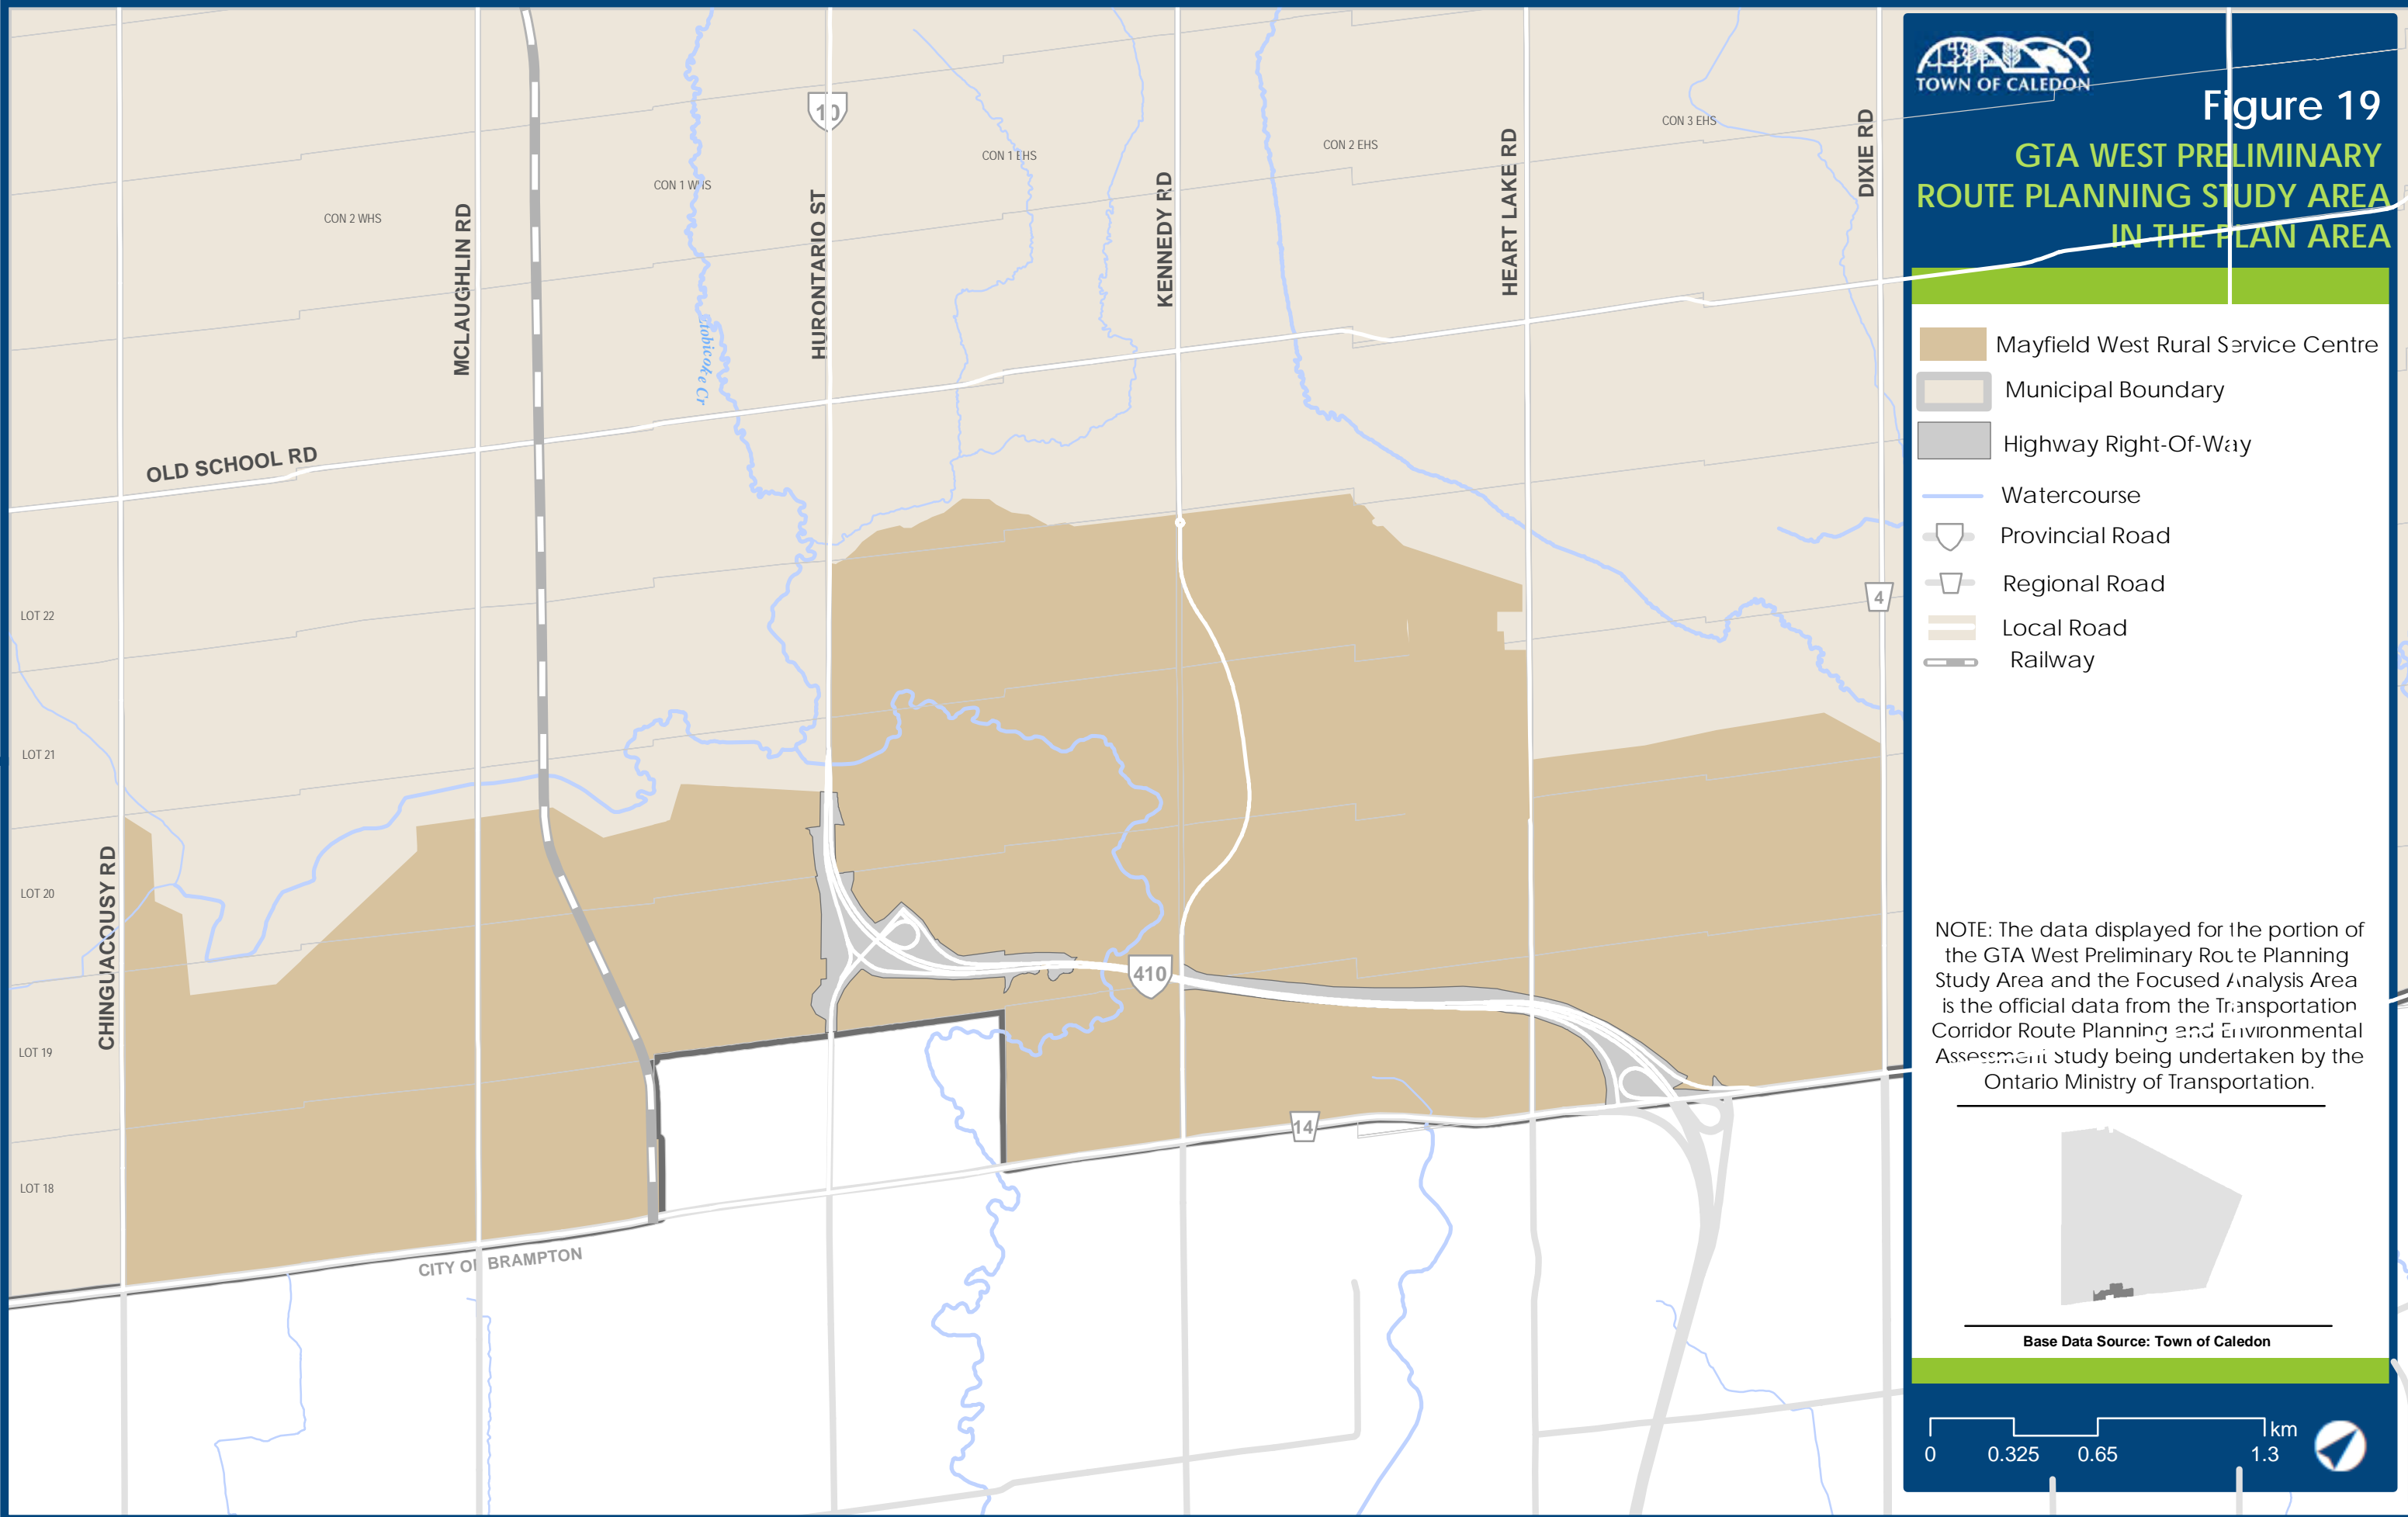 TOWN OF CALEDON
Figure 19
GTA WEST PRELIMINARY
ROUTE PLANNING STUDY AREA
IN THE PLAN AREA
Mayfield West Rural Service Centre
Municipal Boundary
Highway Right-Of-Way
Watercourse
Provincial Road
Regional Road
Local Road
Railway
NOTE: The data displayed for the portion of
the GTA West Preliminary Route Planning
Study Area and the Focused Analysis Area
is the official data from the Transportation
Corridor Route Planning and Environmental
Assessment Study being undertaken by the
Ontario Ministry of Transportation.
Base Data Source: Town of Caledon
km
0 0.325 0.65 1.3
10
CON 3 EHS
CON 2 EHS
CON 1 EHS
CON 1 WHS
CON 2 WHS
DIXIE RD
HEART LAKE RD
KENNEDY RD
HURONTARIO ST
MCLAUGHLIN RD
CHINGUACOUSY RD
Etobicoke Cr
OLD SCHOOL RD
4
LOT 22
LOT 21
LOT 20
LOT 19
LOT 18
410
14
CITY OF BRAMPTON